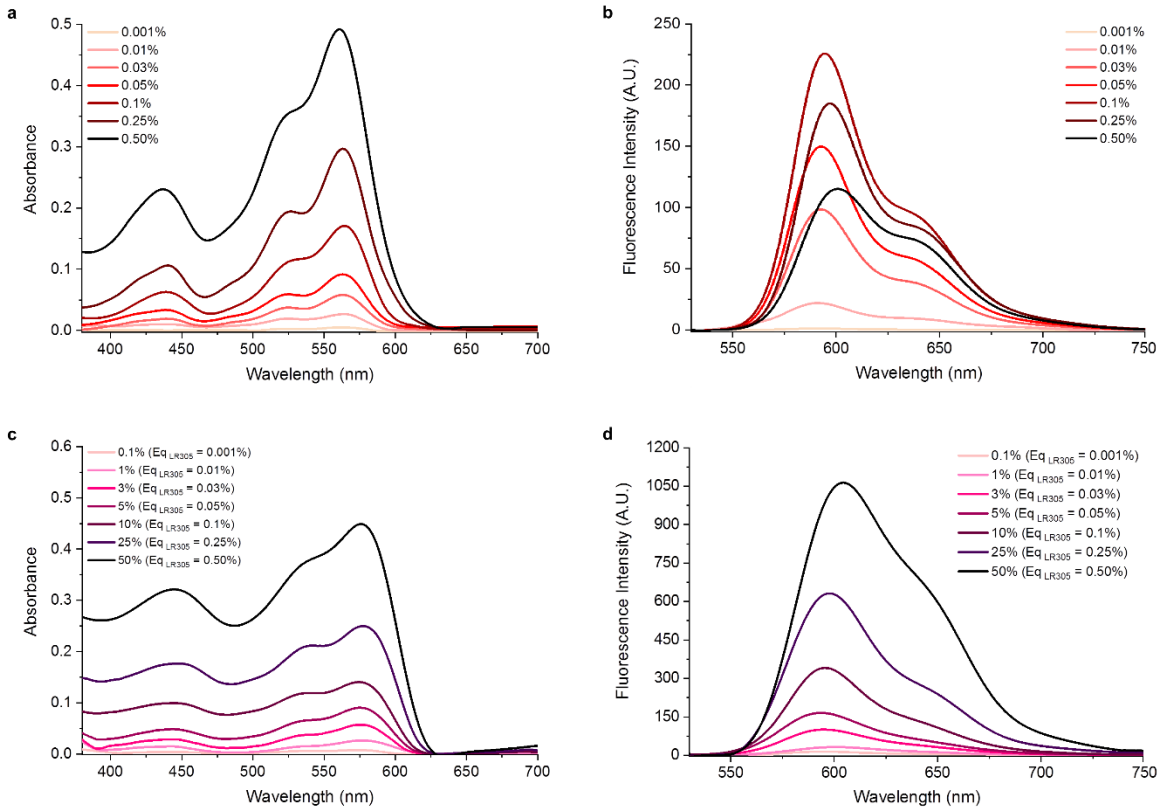 a
0.5
0.4
0.3
0.2
0.1
0.0
Absorbance
0.001%
0.01%
0.03%
0.05%
0.1%
0.25%
0.50%
400 450 500 550 600 650 700
Wavelength (nm)
b
250
225
200
175
150
125
100
75
50
25
0
Fluorescence Intensity (A.U.)
0.001%
0.01%
0.03%
0.05%
0.1%
0.25%
0.50%
550 600 650 700 750
Wavelength (nm)
c
0.6
0.5
0.4
0.3
0.2
0.1
0.0
Absorbance
0.1% (Eq LR305 = 0.001%)
1% (Eq LR305 = 0.01%)
3% (Eq LR305 = 0.03%)
5% (Eq LR305 = 0.05%)
10% (Eq LR305 = 0.1%)
25% (Eq LR305 = 0.25%)
50% (Eq LR305 = 0.50%)
400 450 500 550 600 650 700
Wavelength (nm)
d
1200
1050
900
750
600
450
300
150
0
Fluorescence Intensity (A.U.)
0.1% (Eq LR305 = 0.001%)
1% (Eq LR305 = 0.01%)
3% (Eq LR305 = 0.03%)
5% (Eq LR305 = 0.05%)
10% (Eq LR305 = 0.1%)
25% (Eq LR305 = 0.25%)
50% (Eq LR305 = 0.50%)
550 600 650 700 750
Wavelength (nm)